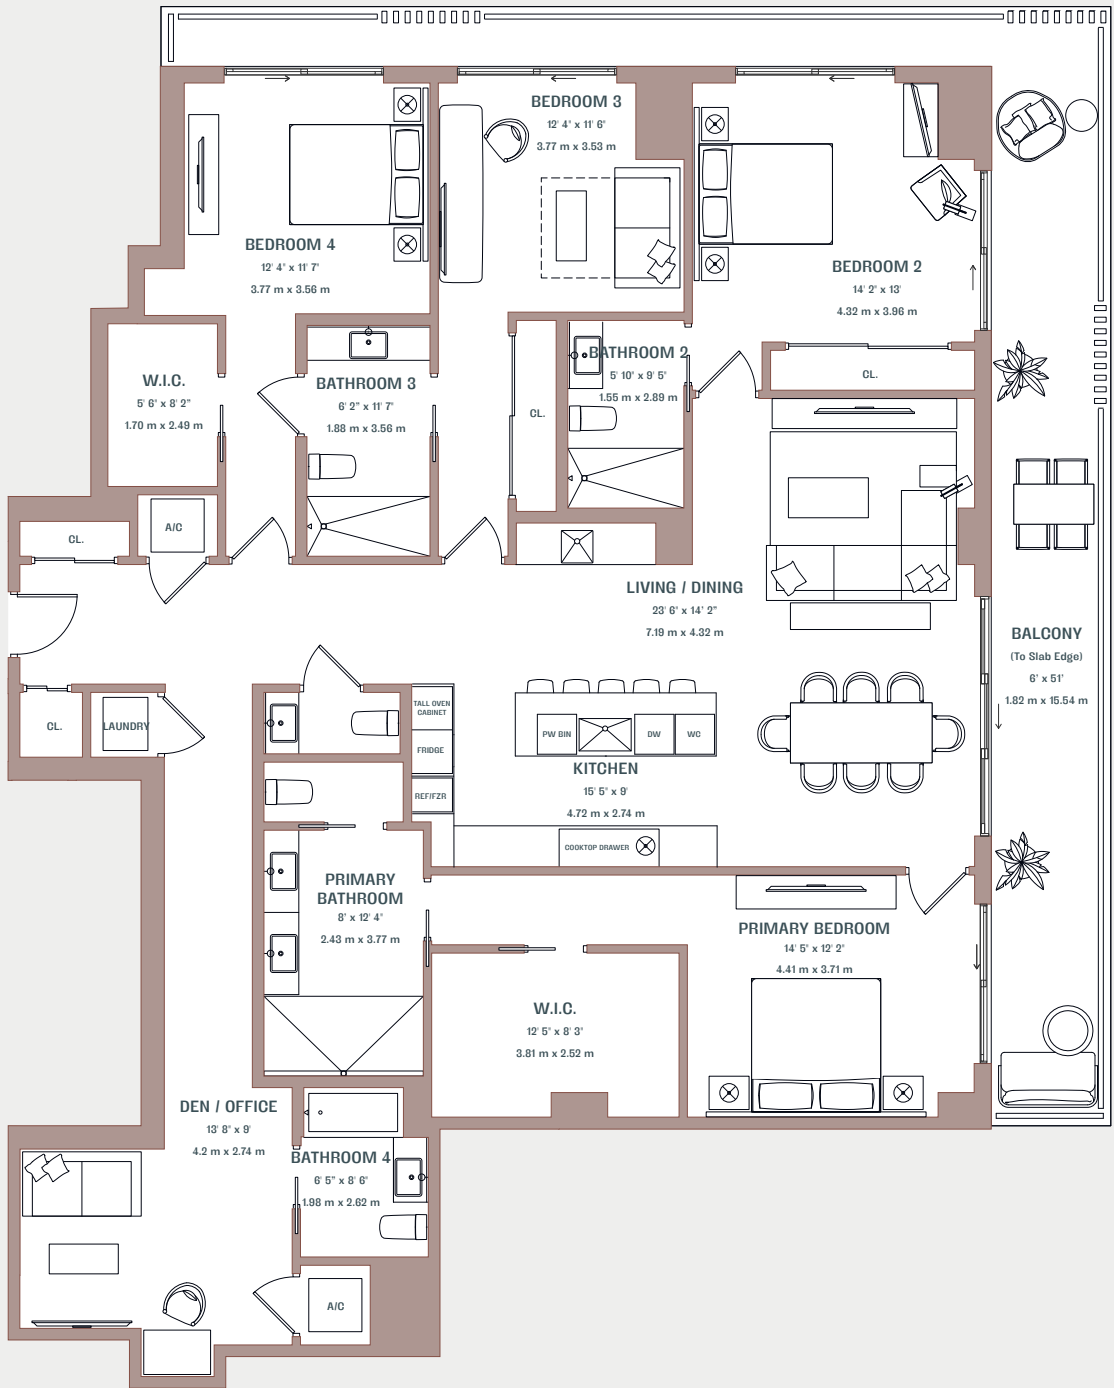 BEDROOM 3
12' 4" x 11' 6"
3.77 m x 3.53 m
BEDROOM 4
12' 4" x 11' 7"
3.77 m x 3.56 m
BEDROOM 2
14' 2" x 13'
4.32 m x 3.96 m
W.I.C.
5' 6" x 8' 2"
1.70 m x 2.49 m
BATHROOM 3
6' 2" x 11' 7"
1.88 m x 3.56 m
BATHROOM 2
5' 10" x 9' 5"
1.55 m x 2.89 m
CL.
CL.
A/C
CL.
LIVING / DINING
23' 6" x 14' 2"
7.19 m x 4.32 m
BALCONY
(To Slab Edge)
6' x 51'
1.82 m x 15.54 m
CL.
LAUNDRY
TALL OVEN
CABINET
FRIDGE
REF/FZR
PW BIN
DW
WC
KITCHEN
15' 5" x 9'
4.72 m x 2.74 m
COOKTOP DRAWER
PRIMARY
BATHROOM
8' x 12' 4"
2.43 m x 3.77 m
PRIMARY BEDROOM
14' 5" x 12' 2"
4.41 m x 3.71 m
W.I.C.
12' 5" x 8' 3"
3.81 m x 2.52 m
DEN / OFFICE
13' 8" x 9'
4.2 m x 2.74 m
BATHROOM 4
6' 5" x 8' 6"
1.98 m x 2.62 m
A/C